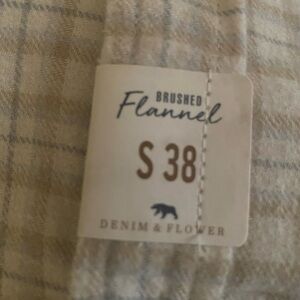 BRUSHED
Flannel
S 38
DENIM & FLOWER